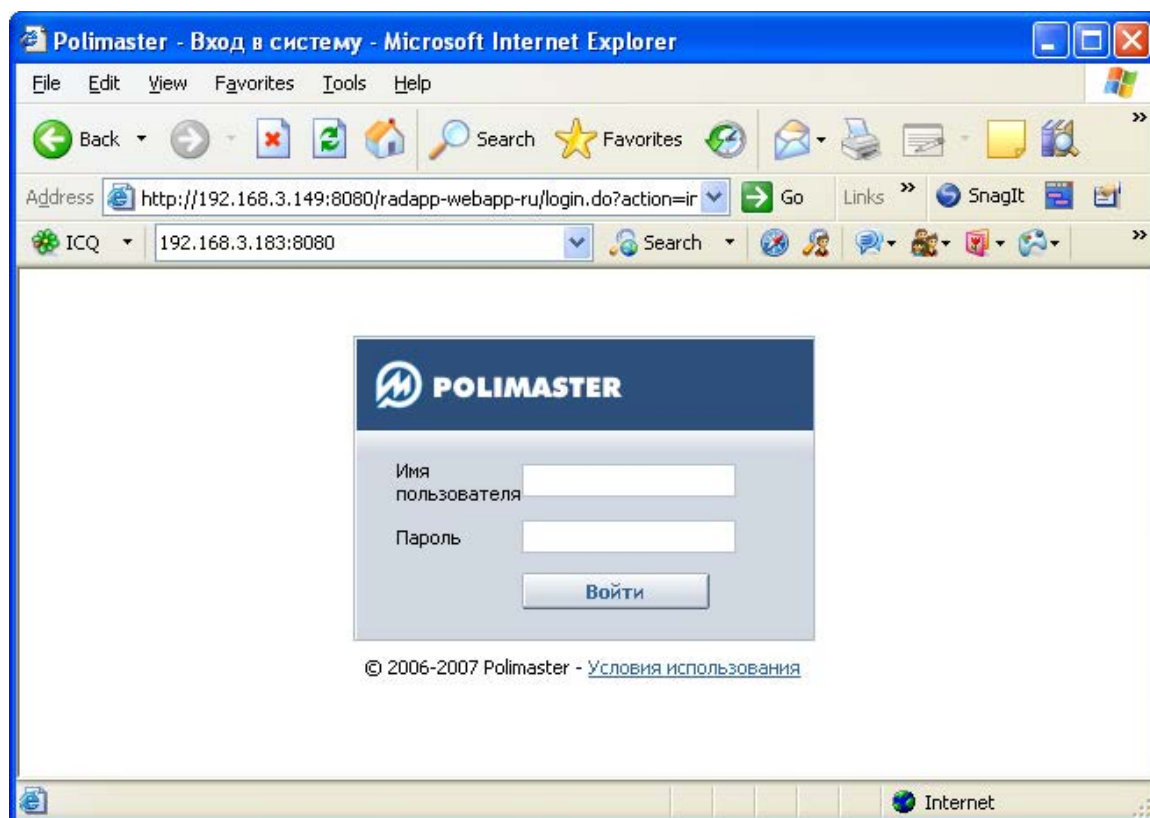 Polimaster - Вход в систему - Microsoft Internet Explorer
File Edit View Favorites Tools Help
Back Search Favorites »
Address http://192.168.3.149:8080/radapp-webapp-ru/login.do?action=ir Go Links » SnagIt
ICQ 192.168.3.183:8080 Search »
POLIMASTER
Имя
пользователя
Пароль
Войти
© 2006-2007 Polimaster - Условия использования
Internet